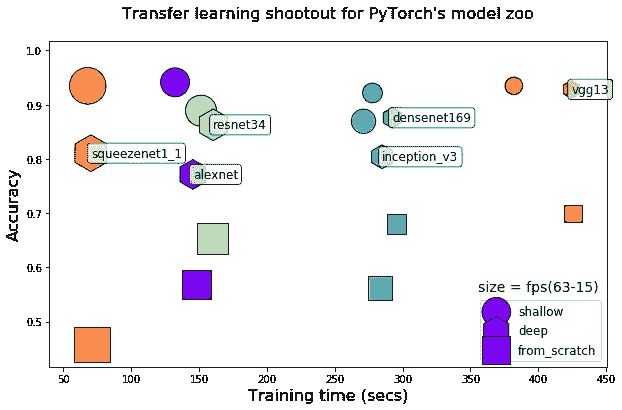 Transfer learning shootout for PyTorch's model zoo
1.0
0.9
0.8
0.7
0.6
0.5
Accuracy
vgg13
densenet169
resnet34
squeezenet1_1
inception_v3
alexnet
size = fps(63-15)
shallow
deep
from_scratch
50
100
150
200
250
300
350
400
450
Training time (secs)